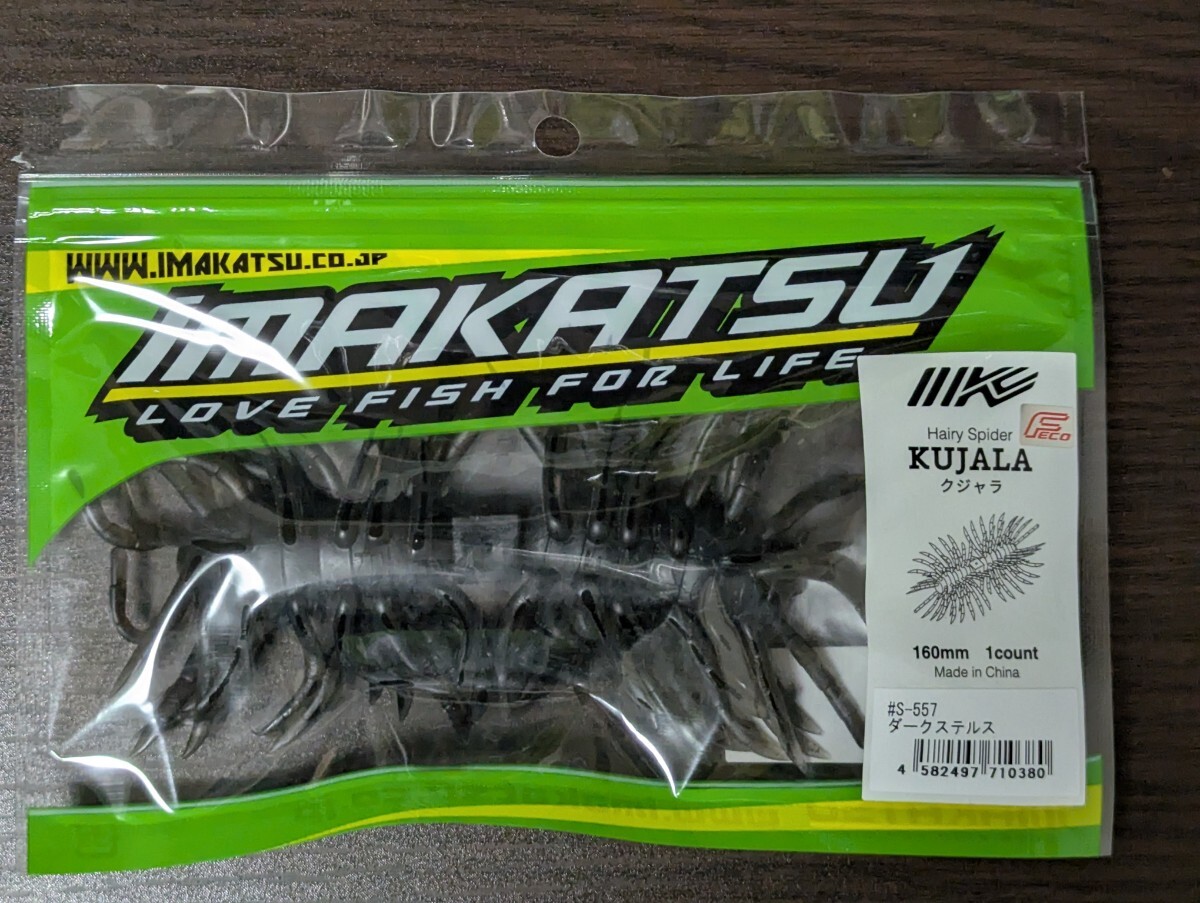 WWW.IMAKATSU.CO.JP
IMAKATSU
LOVE FISH FOR LIFE
IK
FECO
Hairy Spider
KUJALA
クジャラ
160mm 1count
Made in China
#S-557
ダークステルス
4 582497 710380